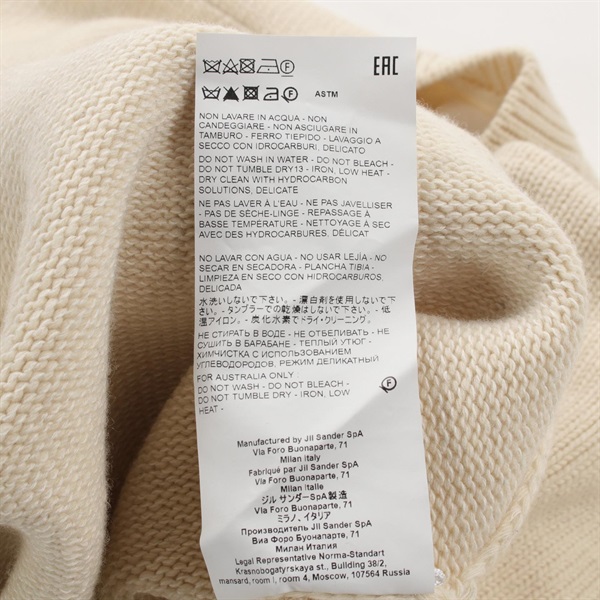 EAC
F
F ASTM
NON LAVARE IN ACQUA - NON
CANDEGGIARE - NON ASCIUGARE IN
TAMBURO - FERRO TIEPIDO - LAVAGGIO A
SECCO CON IDROCARBURI, DELICATO
DO NOT WASH IN WATER - DO NOT BLEACH -
DO NOT TUMBLE DRY13 - IRON, LOW HEAT -
DRY CLEAN WITH HYDROCARBON
SOLUTIONS, DELICATE
NE PAS LAVER À L'EAU - NE PAS JAVELLISER
- PAS DE SÈCHE-LINGE - REPASSAGE À
BASSE TEMPÉRATURE - NETTOYAGE À SEC
AVEC DES HYDROCARBURES, DÉLICAT
NO LAVAR CON AGUA - NO USAR LEJÍA - NO
SECAR EN SECADORA - PLANCHA TIBIA -
LIMPIEZA EN SECO CON HIDROCARBUROS,
DELICADA
水洗いしないで下さい。- 漂白剤を使用しないで下
さい。- タンブラーでの乾燥はしないで下さい。- 低
温アイロン。- 炭化水素でドライ・クリーニング。
НЕ СТИРАТЬ В ВОДЕ - НЕ ОТБЕЛИВАТЬ - НЕ
СУШИТЬ В БАРАБАНЕ - ТЕПЛЫЙ УТЮГ -
ХИМЧИСТКА С ИСПОЛЬЗОВАНИЕМ
УГЛЕВОДОРОДОВ, РЕЖИМ ДЕЛИКАТНЫЙ
FOR AUSTRALIA ONLY :
DO NOT WASH - DO NOT BLEACH -
DO NOT TUMBLE DRY - IRON, LOW
HEAT -
F
Manufactured by Jil Sander SpA
Via Foro Buonaparte, 71
Milan Italy
Fabriqué par Jil Sander SpA
Via Foro Buonaparte, 71
Milan Italie
ジル サンダーSpA製造
Via Foro Buonaparte, 71
ミラノ、イタリア
Производитель Jil Sander SpA
Виа Форо Буонапарте, 71
Милан Италия
Legal Representative Norma-Standart
Krasnobogatyrskaya st., Building 38/2,
mansard, room I, room 4, Moscow, 107564 Russia